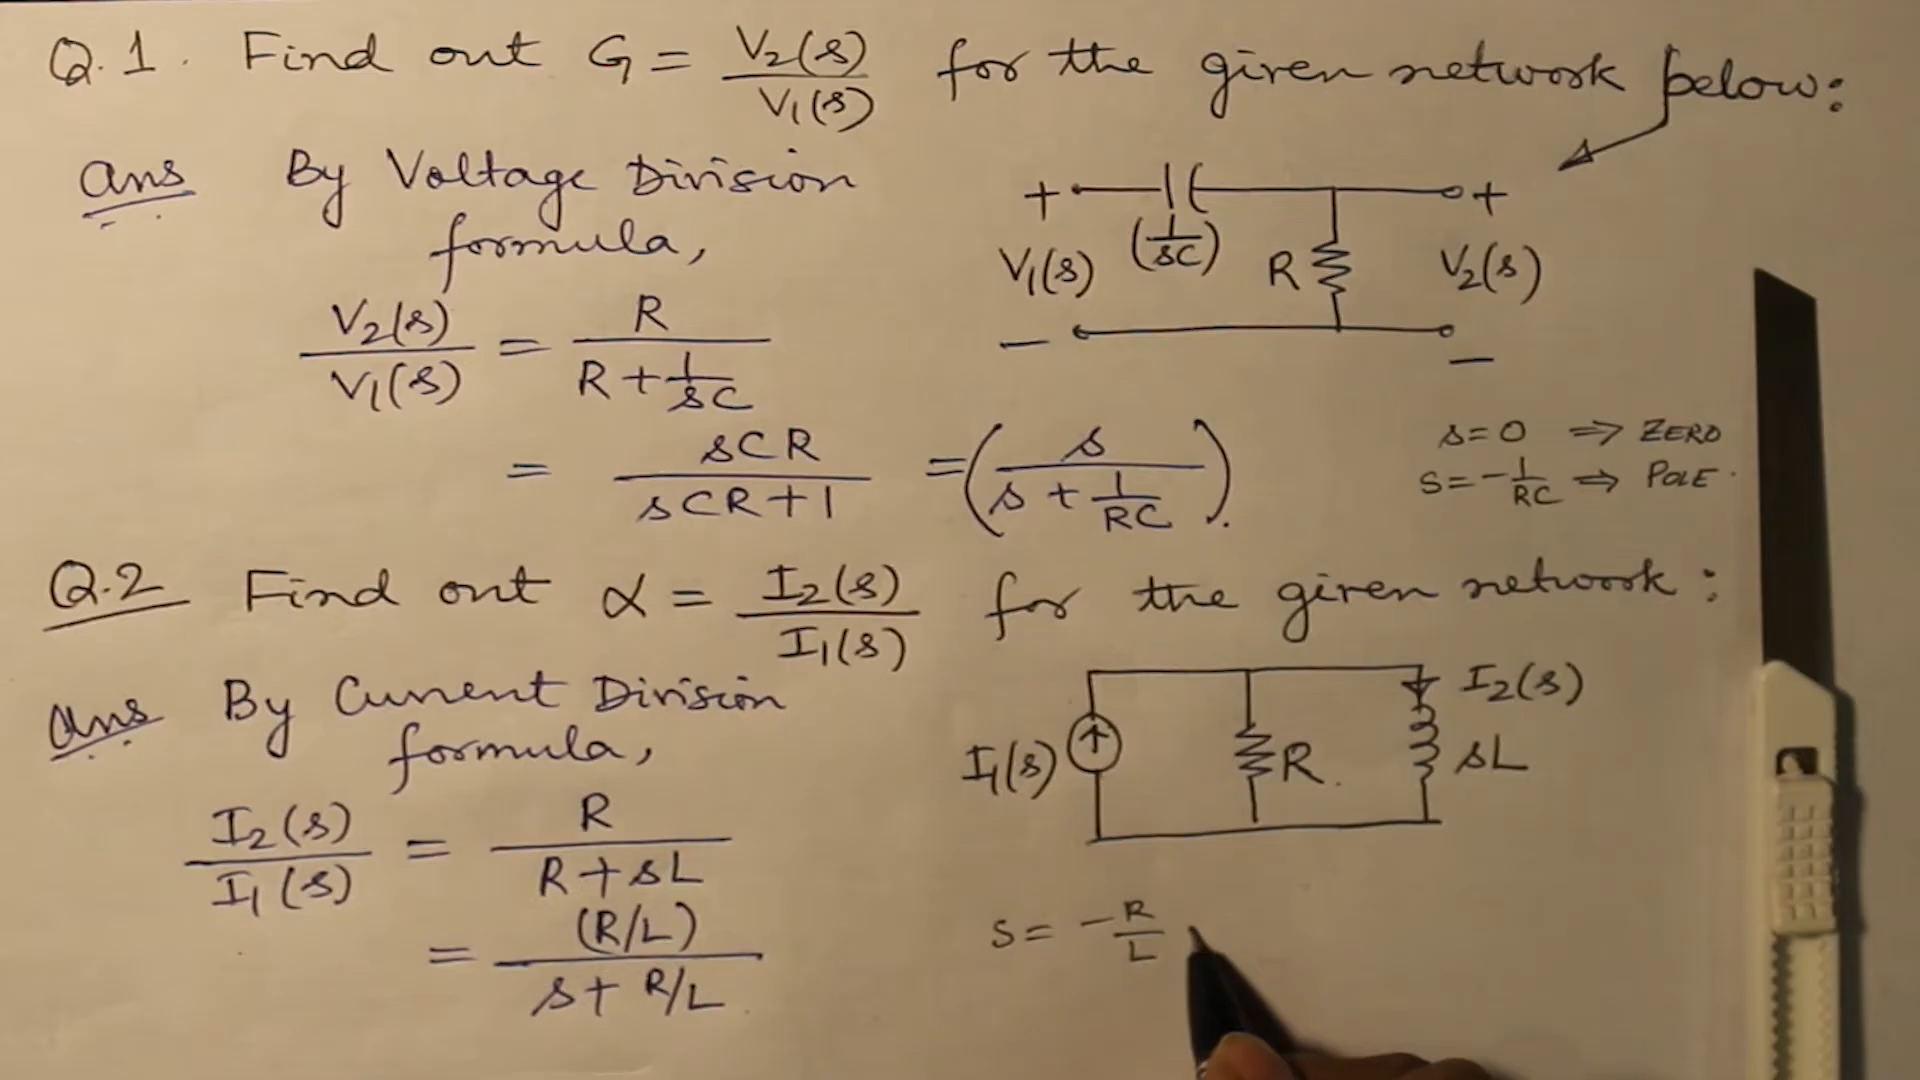 Q.1. Find out G = V2(s)/V1(s) for the given network below:
Ans By Voltage Division
formula,
V2(s)/V1(s) = R/(R + 1/sC)
= sCR/(sCR+1) = (s/(s + 1/RC)).
+ +
V1(s) (1/sC) R V2(s)
− −
s=0 ⇒ ZERO
s=-1/RC ⇒ POLE.
Q.2 Find out α = I2(s)/I1(s) for the given network:
Ans By Current Division
formula,
I2(s)/I1(s) = R/(R+sL)
= (R/L)/(s+ R/L)
I2(s)
I1(s) R. sL
s = -R/L